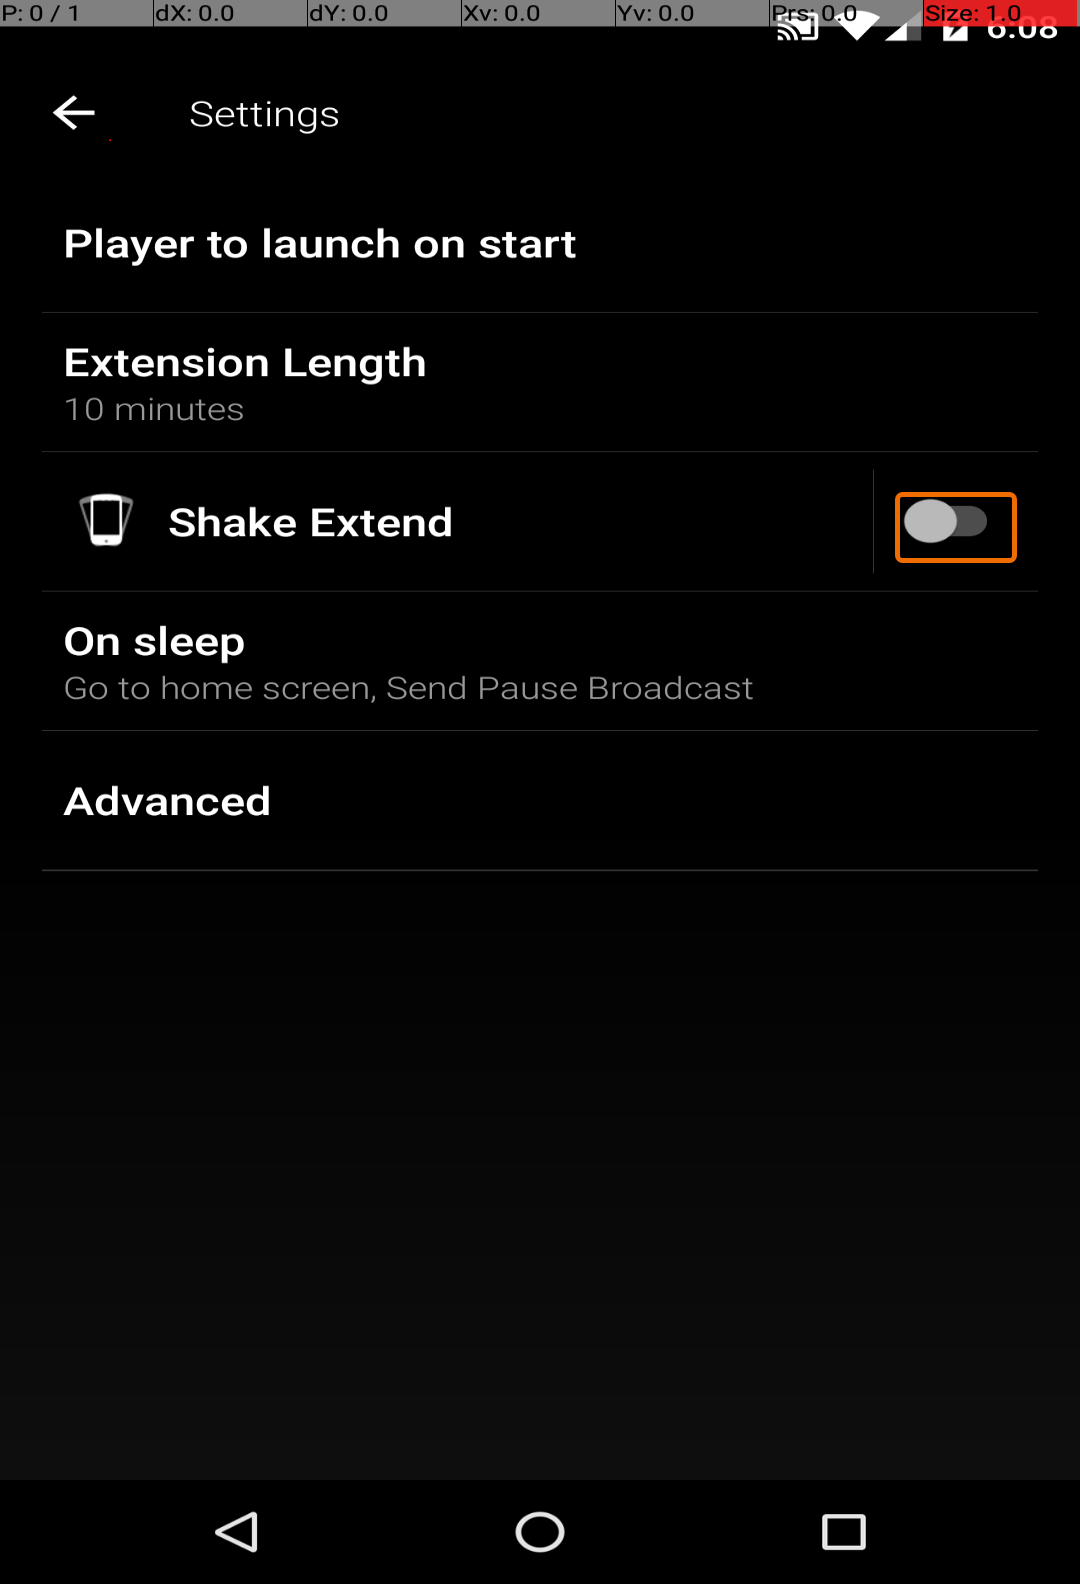 P: 0 / 1 dX: 0.0 dY: 0.0 Xv: 0.0 Yv: 0.0 Prs: 0.0 Size: 1.0
6:08
Settings
Player to launch on start
Extension Length
10 minutes
Shake Extend
On sleep
Go to home screen, Send Pause Broadcast
Advanced